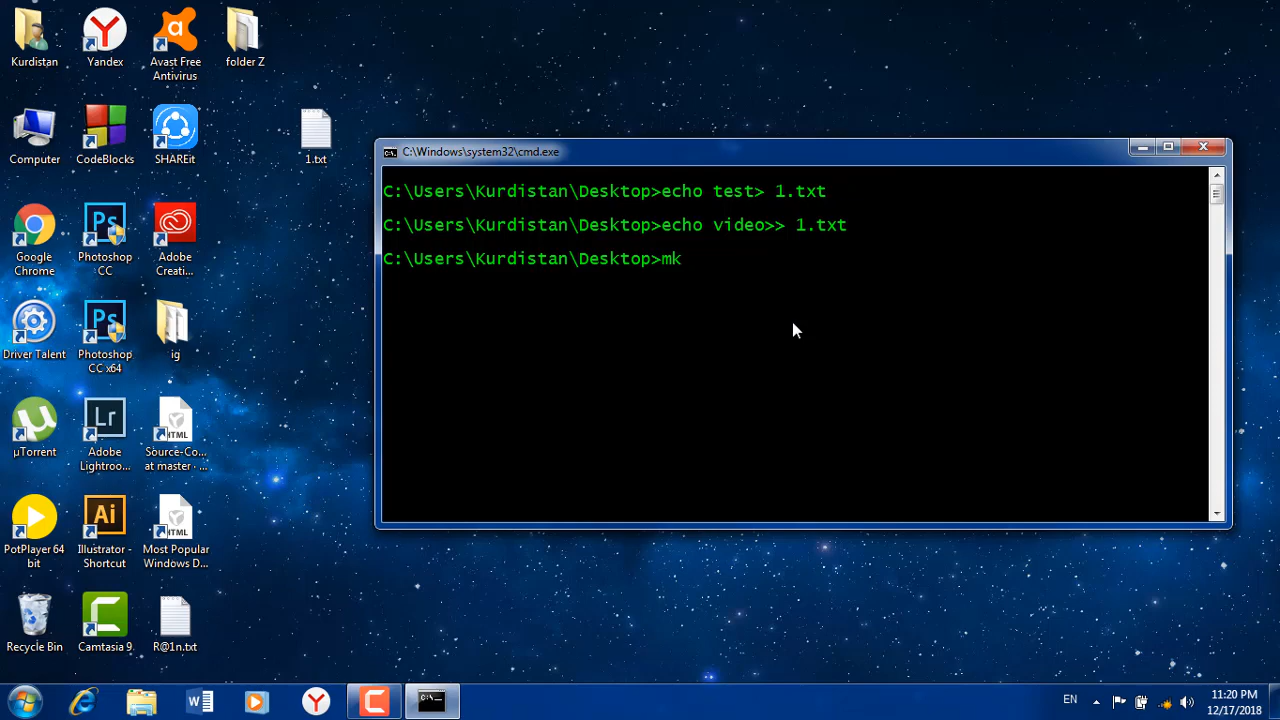 Kurdistan
Yandex
Avast Free
Antivirus
folder Z
Computer
CodeBlocks
SHAREit
1.txt
Google
Chrome
Photoshop
CC
Adobe
Creati...
Driver Talent
Photoshop
CC x64
ig
µTorrent
Adobe
Lightroo...
HTML
Source-Co...
at master · ...
PotPlayer 64
bit
Ai
Illustrator -
Shortcut
HTML
Most Popular
Windows D...
Recycle Bin
Camtasia 9
R@1n.txt
C:\Windows\system32\cmd.exe
C:\Users\Kurdistan\Desktop>echo test> 1.txt
C:\Users\Kurdistan\Desktop>echo video>> 1.txt
C:\Users\Kurdistan\Desktop>mk
EN
11:20 PM
12/17/2018